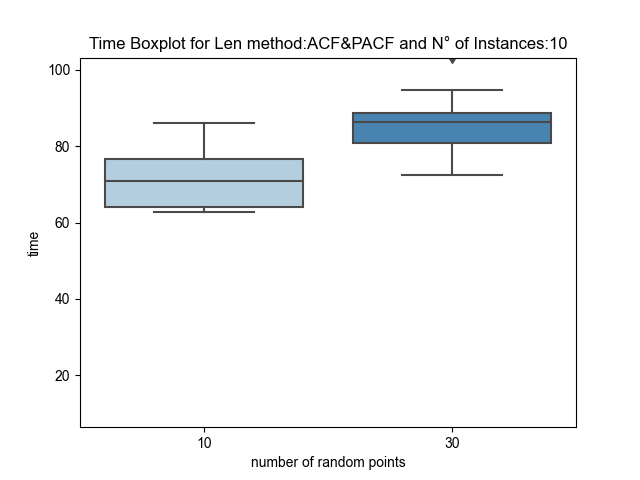 Time Boxplot for Len method:ACF&PACF and N° of Instances:10
100
80
60
40
20
time
10
30
number of random points